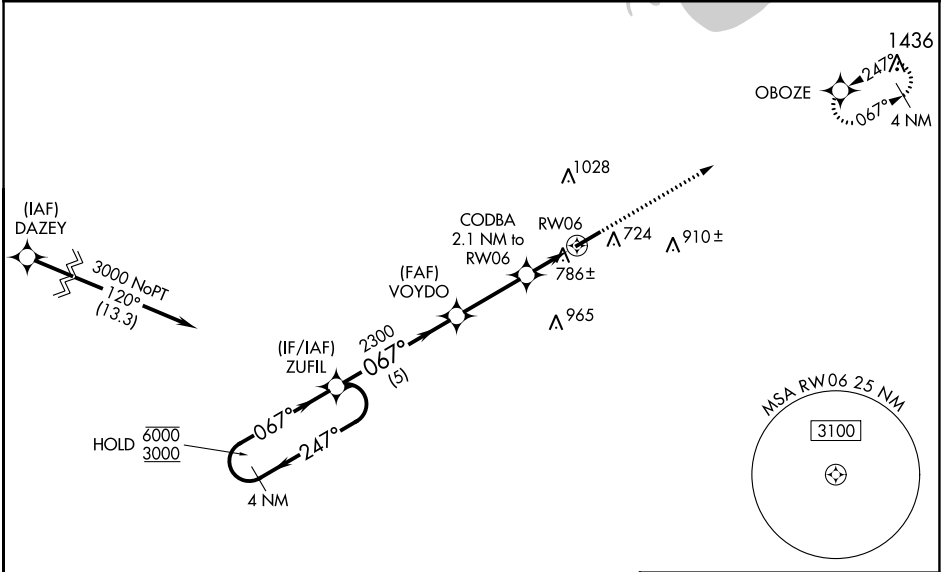 1436
247°
OBOZE
067°
4 NM
1028
(IAF)
DAZEY
CODBA
2.1 NM to
RW06
RW06
724
910±
3000 NoPT
120°
(13.3)
(FAF)
VOYDO
786±
965
(IF/IAF)
ZUFIL
2300
067°
(5)
067°
247°
HOLD
6000
3000
4 NM
MSA RW06 25 NM
3100